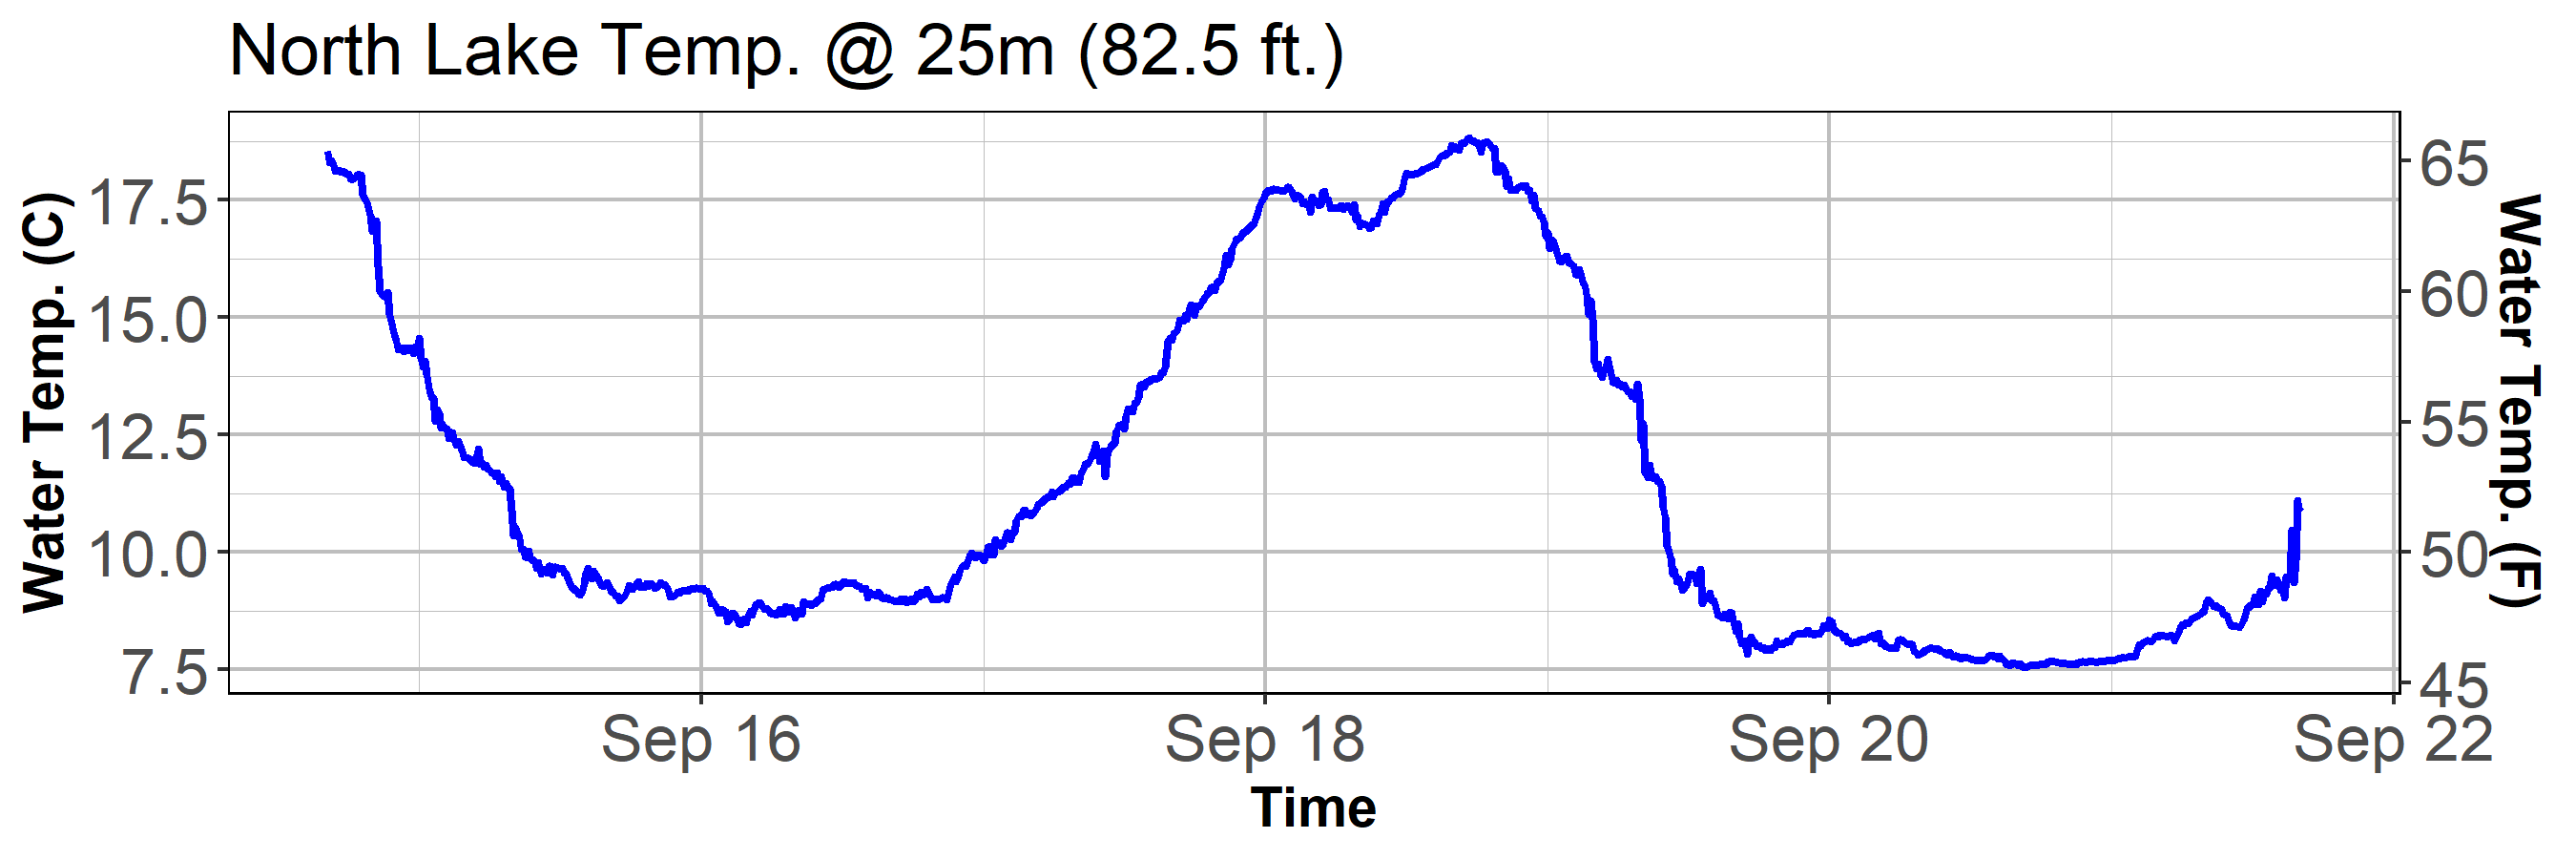 North Lake Temp. @ 25m (82.5 ft.)
Water Temp. (C)
17.5
15.0
12.5
10.0
7.5
65
60
55
50
45
Water Temp. (F)
Sep 16
Sep 18
Sep 20
Sep 22
Time